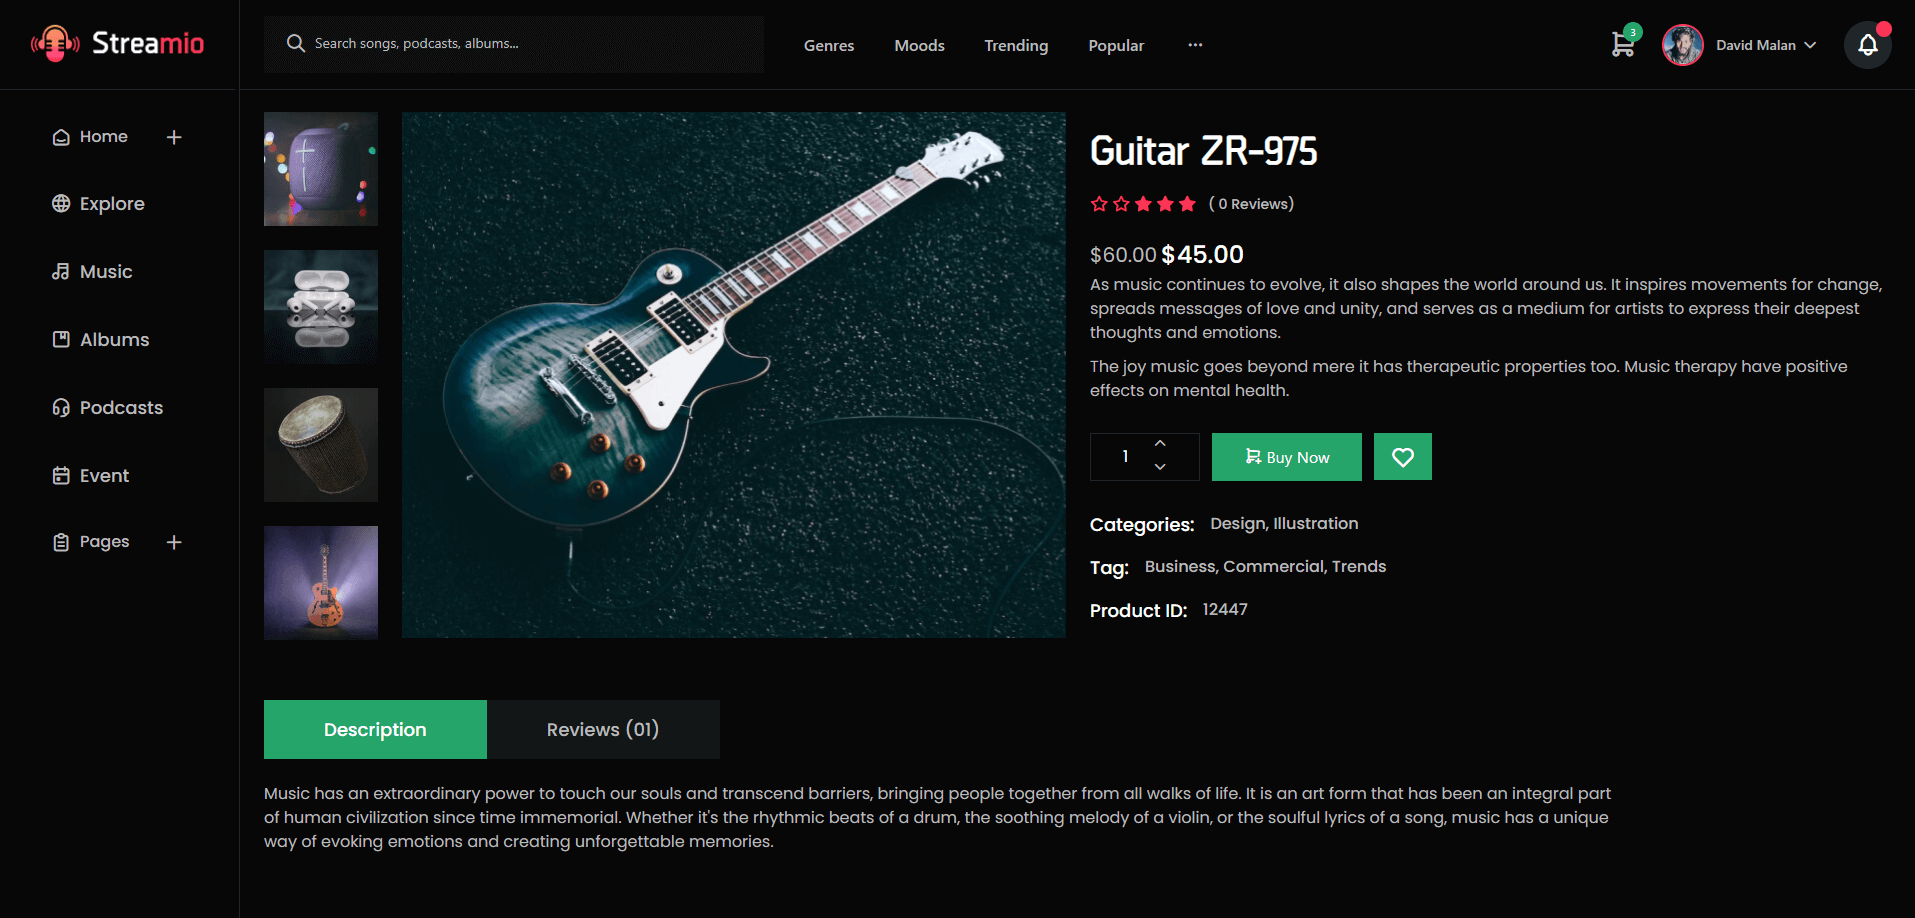 Streamio
Search songs, podcasts, albums...
Genres
Moods
Trending
Popular
3
David Malan
Home
Explore
Music
Albums
Podcasts
Event
Pages
Guitar ZR-975
( 0 Reviews)
$60.00 $45.00
As music continues to evolve, it also shapes the world around us. It inspires movements for change,
spreads messages of love and unity, and serves as a medium for artists to express their deepest
thoughts and emotions.
The joy music goes beyond mere it has therapeutic properties too. Music therapy have positive
effects on mental health.
1
Buy Now
Categories: Design, Illustration
Tag: Business, Commercial, Trends
Product ID: 12447
Description
Reviews (01)
Music has an extraordinary power to touch our souls and transcend barriers, bringing people together from all walks of life. It is an art form that has been an integral part
of human civilization since time immemorial. Whether it's the rhythmic beats of a drum, the soothing melody of a violin, or the soulful lyrics of a song, music has a unique
way of evoking emotions and creating unforgettable memories.